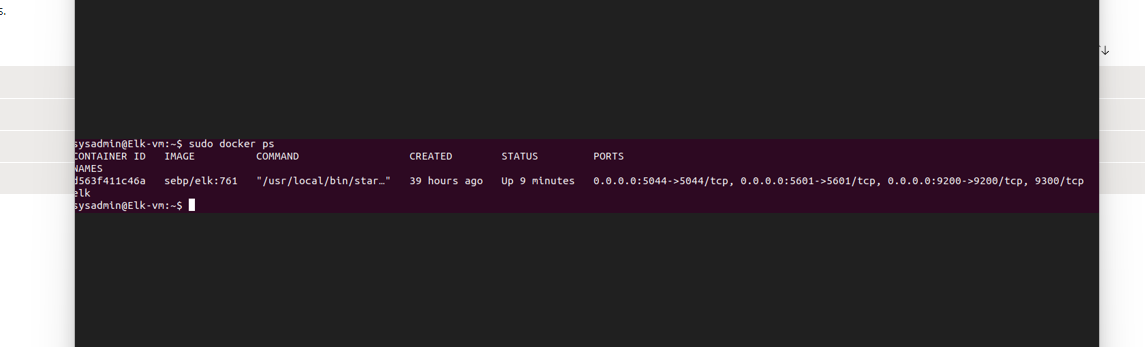 s.
sysadmin@Elk-vm:~$ sudo docker ps
CONTAINER ID IMAGE COMMAND CREATED STATUS PORTS
NAMES
d563f411c46a sebp/elk:761 "/usr/local/bin/star…" 39 hours ago Up 9 minutes 0.0.0.0:5044->5044/tcp, 0.0.0.0:5601->5601/tcp, 0.0.0.0:9200->9200/tcp, 9300/tcp
elk
sysadmin@Elk-vm:~$